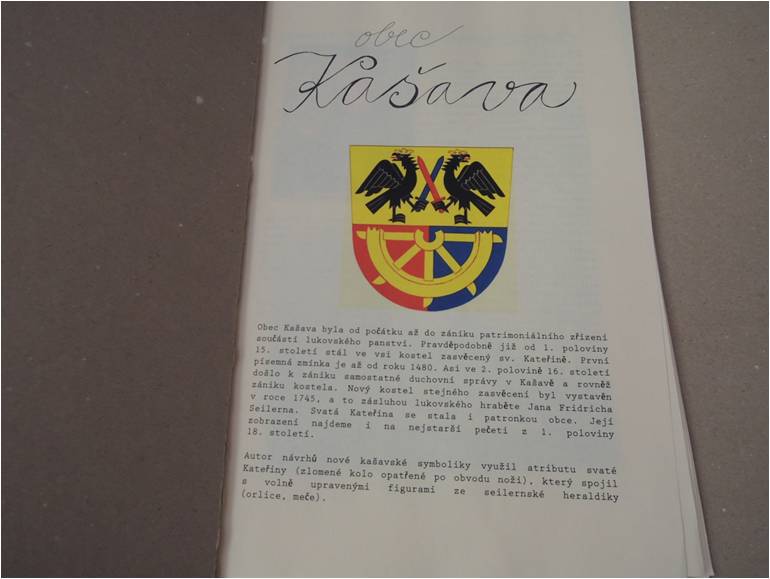 obec
Kašava
Obec Kašava byla od počátku až do zániku patrimoniálního zřízení
součástí lukovského panství. Pravděpodobně již od 1. poloviny
15. století stál ve vsi kostel zasvěcený sv. Kateřině. První
písemná zmínka je až od roku 1480. Asi ve 2. polovině 16. století
došlo k zániku samostatné duchovní správy v Kašavě a rovněž
zániku kostela. Nový kostel stejného zasvěcení byl vystavěn
v roce 1745, a to zásluhou lukovského hraběte Jana Fridricha
Seilerna. Svatá Kateřina se stala i patronkou obce. Její
zobrazení najdeme i na nejstarší pečeti z 1. poloviny
18. století.
Autor návrhů nové kašavské symboliky využil atributu svaté
Kateřiny (zlomené kolo opatřené po obvodu noži), který spojil
s volně upravenými figurami ze seilernské heraldiky
(orlice, meče).